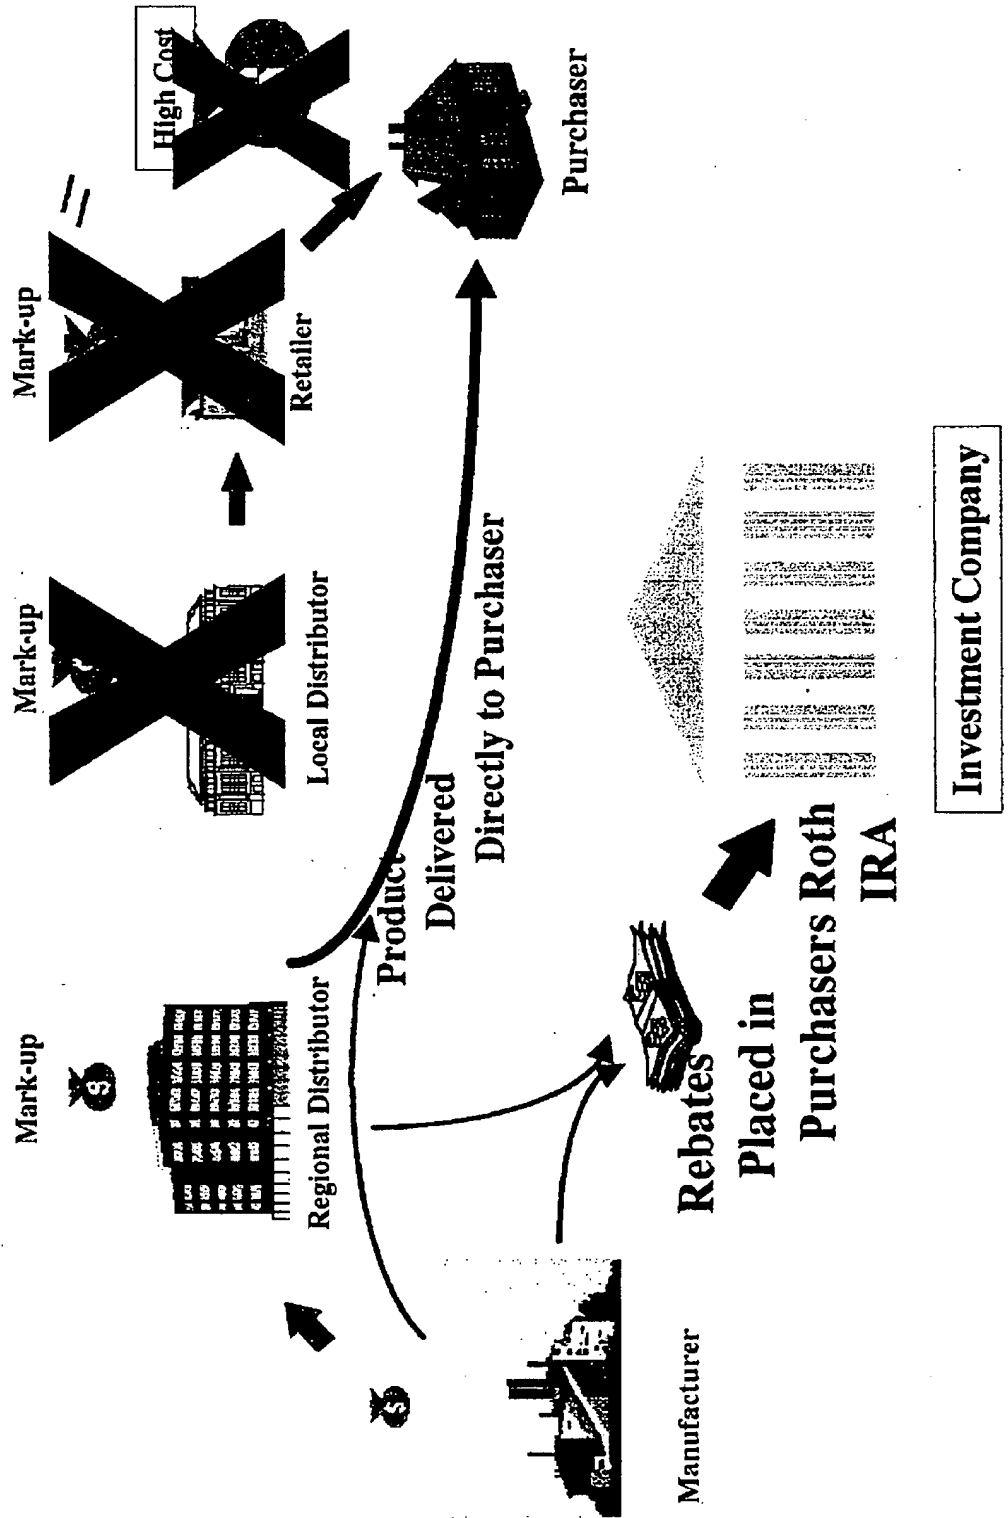 Mark-up
Mark-up
Mark-up
High Cost
Regional Distributor
Local Distributor
Retailer
Purchaser
Manufacturer
Product
Delivered
Directly to Purchaser
Rebates
Placed in
Purchasers Roth
IRA
Investment Company
$
$